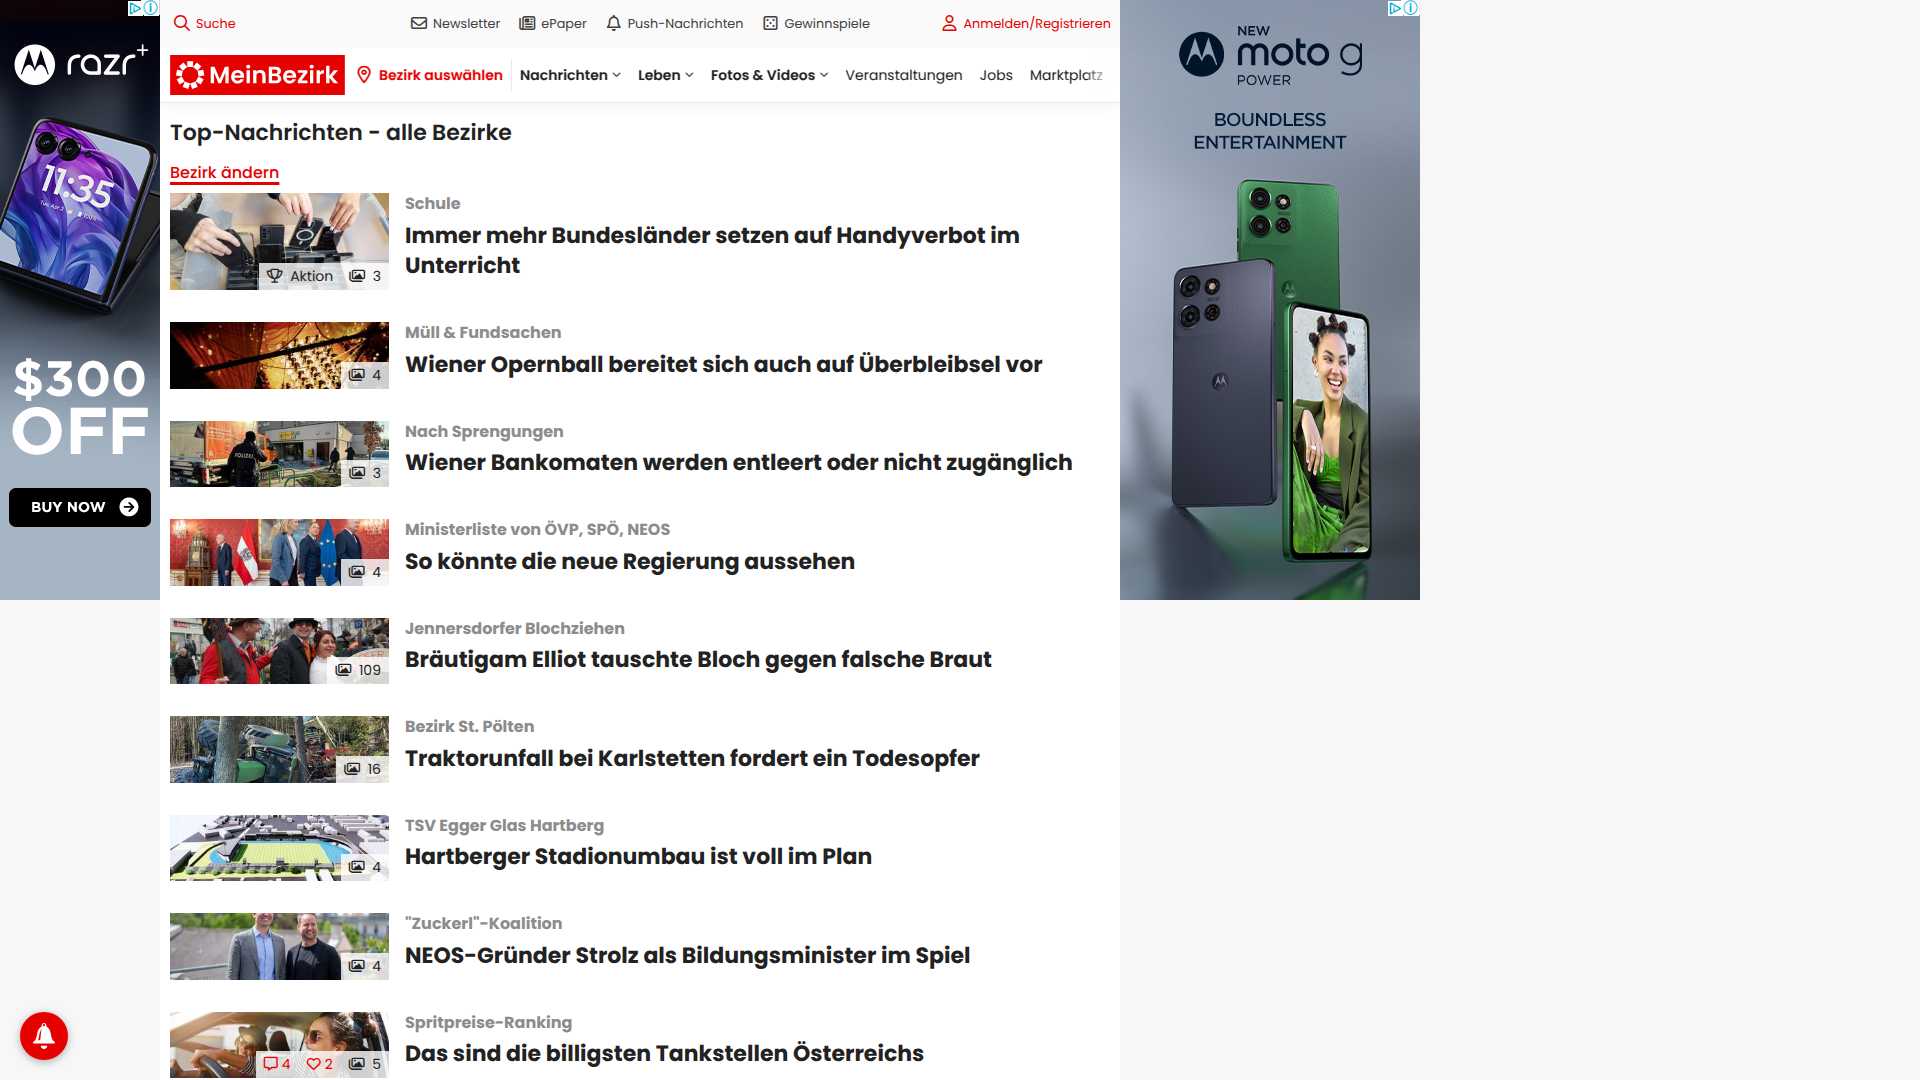 Suche
Newsletter
ePaper
Push-Nachrichten
Gewinnspiele
Anmelden/Registrieren
MeinBezirk
Bezirk auswählen
Nachrichten
Leben
Fotos & Videos
Veranstaltungen
Jobs
Marktplatz
razr+
11:35
$300
OFF
BUY NOW
Top-Nachrichten - alle Bezirke
Bezirk ändern
Schule
Immer mehr Bundesländer setzen auf Handyverbot im
Unterricht
Aktion
3
Müll & Fundsachen
Wiener Opernball bereitet sich auch auf Überbleibsel vor
4
Nach Sprengungen
Wiener Bankomaten werden entleert oder nicht zugänglich
POLIZEI
3
Ministerliste von ÖVP, SPÖ, NEOS
So könnte die neue Regierung aussehen
4
Jennersdorfer Blochziehen
Bräutigam Elliot tauschte Bloch gegen falsche Braut
109
Bezirk St. Pölten
Traktorunfall bei Karlstetten fordert ein Todesopfer
16
TSV Egger Glas Hartberg
Hartberger Stadionumbau ist voll im Plan
4
"Zuckerl"-Koalition
NEOS-Gründer Strolz als Bildungsminister im Spiel
4
Spritpreise-Ranking
Das sind die billigsten Tankstellen Österreichs
4
2
5
NEW
moto g
POWER
BOUNDLESS
ENTERTAINMENT